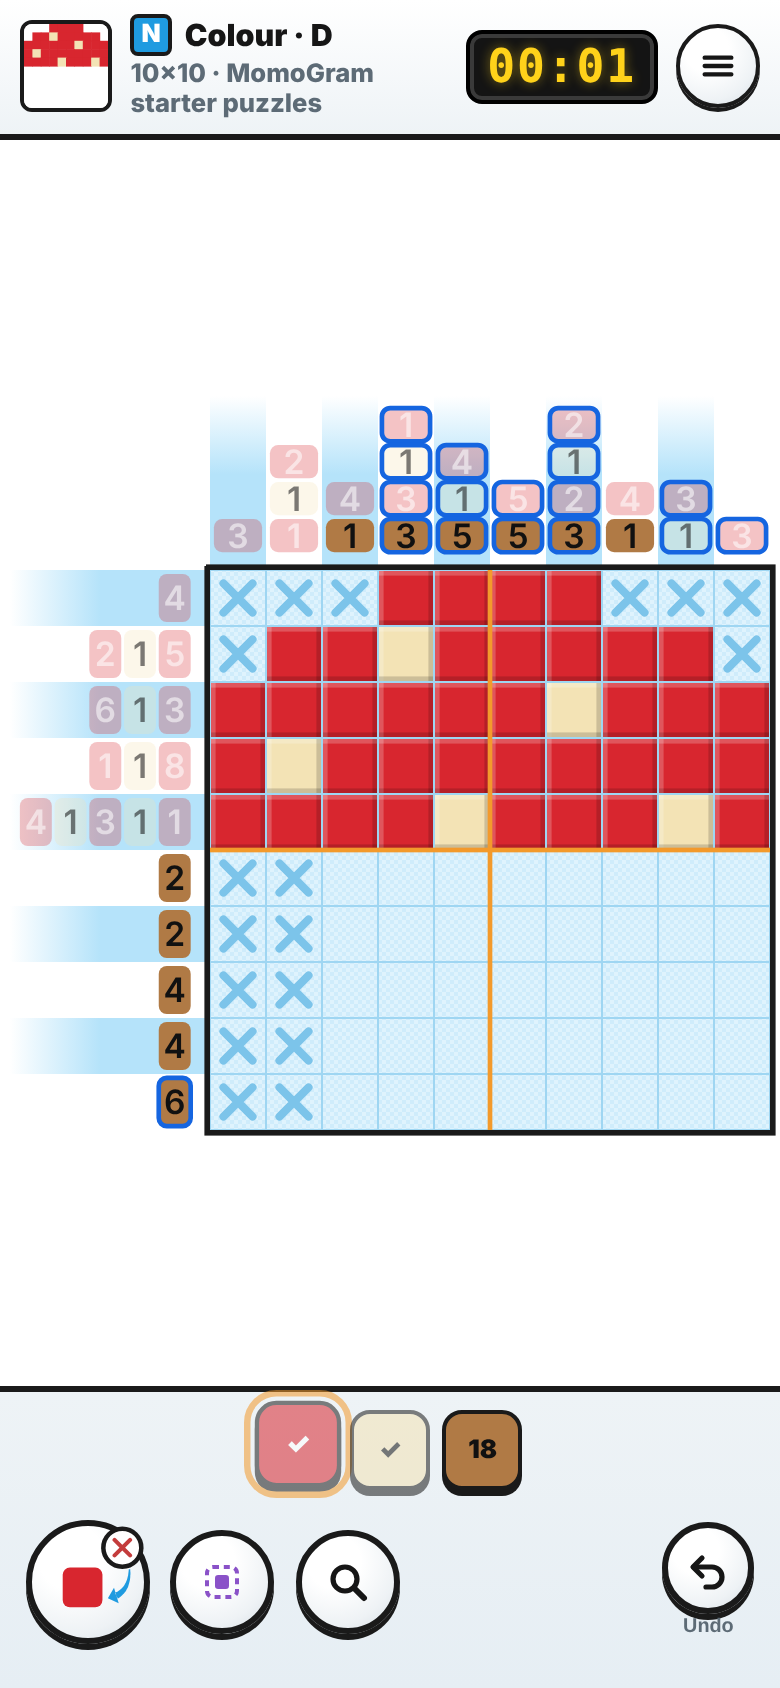 N Colour · D
10×10 · MomoGram
starter puzzles
00:01
1 2
2 1 4 1
1 4 3 1 5 2 4 3
3 1 1 3 5 5 3 1 1 3
4
2 1 5
6 1 3
1 1 8
4 1 3 1 1
2
2
4
4
6
18
Undo